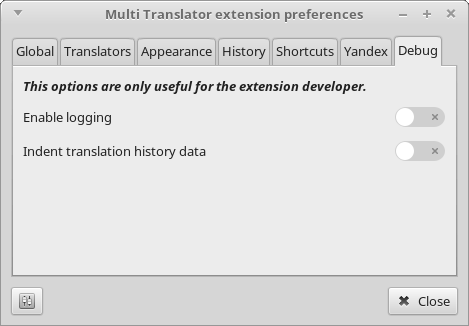 Multi Translator extension preferences
Global Translators Appearance History Shortcuts Yandex Debug
This options are only useful for the extension developer.
Enable logging
Indent translation history data
Close